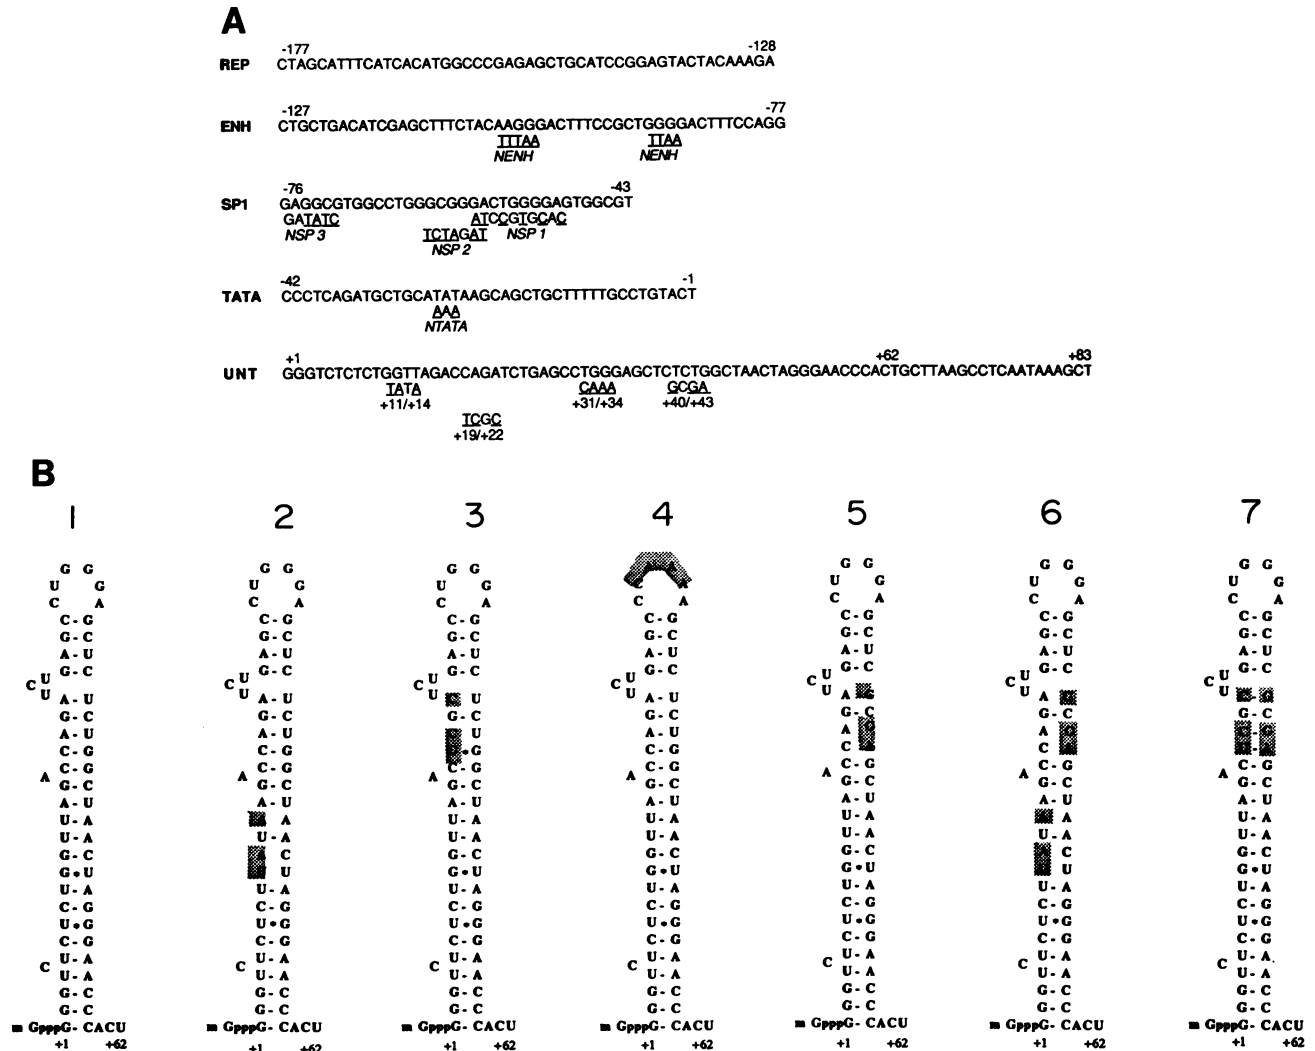 A
-177 -128
REP CTAGCATTTCATCACATGGCCCGAGAGCTGCATCCGGAGTACTACAAAGA
-127 -77
ENH CTGCTGACATCGAGCTTTCTACAAGGGACTTTCCGCTGGGGACTTTCCAGG
TTTAA TTAA
NENH NENH
-76 -43
SP1 GAGGCGTGGCCTGGGCGGGACTGGGGAGTGGCGT
GATATC ATCCGTGCAC
NSP 3 TCTAGAT NSP 1
NSP 2
-42 -1
TATA CCCTCAGATGCTGCATATAAGCAGCTGCTTTTTGCCTGTACT
AAA
NTATA
+1 +62 +83
UNT GGGTCTCTCTGGTTAGACCAGATCTGAGCCTGGGAGCTCTCTGGCTAACTAGGGAACCCACTGCTTAAGCCTCAATAAAGCT
TATA CAAA GCGA
+11/+14 +31/+34 +40/+43
TCGC
+19/+22
B
1 2 3 4 5 6 7
G G G G G G A A G G G G G G
U G U G U G C A U G U G U G
C A C A C A C A C A C A C A
C-G C-G C-G C-G C-G C-G C-G
G-C G-C G-C G-C G-C G-C G-C
A-U A-U A-U A-U A-U A-U A-U
G-C G-C G-C G-C G-C G-C G-C
C U U C U U C U U C U U C U U C U U C U U
A-U A-U C U A-U A G A G C-G
G-C G-C G-C G-C G C G C G-C
A-U A-U C U A-U A G A G C-G
C-G C-G U•G C-G C A C A U-A
A A A A A A A
G-C G-C G-C G-C G-C G-C G-C
A-U A-U A-U A-U A-U A-U A-U
U-A A A U-A U-A U-A A A U-A
U-A U-A U-A U-A U-A U-A U-A
G-C A C G-C G-C G-C A C G-C
G•U U G•U G•U G•U U G•U
U-A U-A U-A U-A U-A U-A U-A
C-G C-G C-G C-G C-G C-G C-G
U•G U•G U•G U•G U•G U•G U•G
C-G C-G C-G C-G C-G C-G C-G
C C C C C C C
U-A U-A U-A U-A U-A U-A U-A
U-A U-A U-A U-A U-A U-A U-A
G-C G-C G-C G-C G-C G-C G-C
G-C G-C G-C G-C G-C G-C G-C
m GpppG-CACU m GpppG-CACU m GpppG-CACU m GpppG-CACU m GpppG-CACU m GpppG-CACU m GpppG-CACU
+1 +62 +1 +62 +1 +62 +1 +62 +1 +62 +1 +62 +1 +62